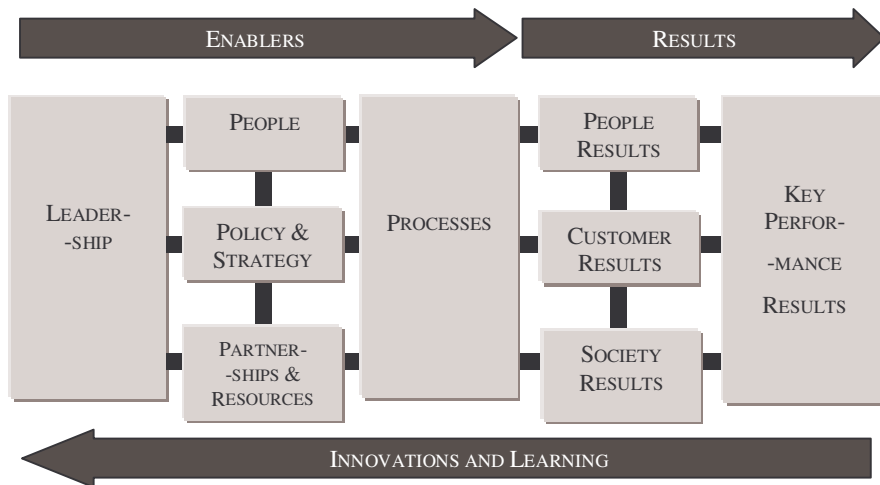 ENABLERS
RESULTS
LEADER-
-SHIP
PEOPLE
POLICY &
STRATEGY
PARTNER-
-SHIPS &
RESOURCES
PROCESSES
PEOPLE
RESULTS
CUSTOMER
RESULTS
SOCIETY
RESULTS
KEY
PERFOR-
-MANCE
RESULTS
INNOVATIONS AND LEARNING